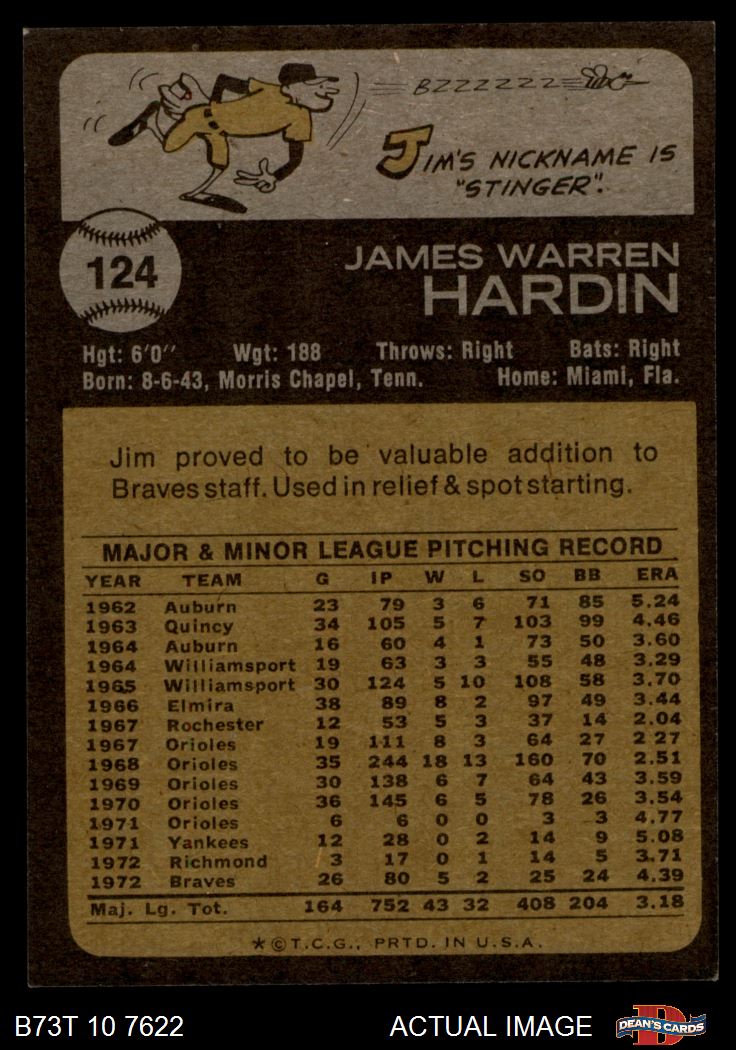 BZZZZZZZ
JIM'S NICKNAME IS
"STINGER".
124
JAMES WARREN
HARDIN
Hgt: 6'0" Wgt: 188 Throws: Right Bats: Right
Born: 8-6-43, Morris Chapel, Tenn. Home: Miami, Fla.
Jim proved to be valuable addition to
Braves staff. Used in relief & spot starting.
MAJOR & MINOR LEAGUE PITCHING RECORD
YEAR TEAM G IP W L SO BB ERA
1962 Auburn 23 79 3 6 71 85 5.24
1963 Quincy 34 105 5 7 103 99 4.46
1964 Auburn 16 60 4 1 73 50 3.60
1964 Williamsport 19 63 3 3 55 48 3.29
1965 Williamsport 30 124 5 10 108 58 3.70
1966 Elmira 38 89 8 2 97 49 3.44
1967 Rochester 12 53 5 3 37 14 2.04
1967 Orioles 19 111 8 3 64 27 2 27
1968 Orioles 35 244 18 13 160 70 2.51
1969 Orioles 30 138 6 7 64 43 3.59
1970 Orioles 36 145 6 5 78 26 3.54
1971 Orioles 6 6 0 0 3 3 4.77
1971 Yankees 12 28 0 2 14 9 5.08
1972 Richmond 3 17 0 1 14 5 3.71
1972 Braves 26 80 5 2 25 24 4.39
Maj. Lg. Tot. 164 752 43 32 408 204 3.18
*©T.C.G., PRTD. IN U.S.A.
B73T 10 7622 ACTUAL IMAGE D DEAN'S CARDS